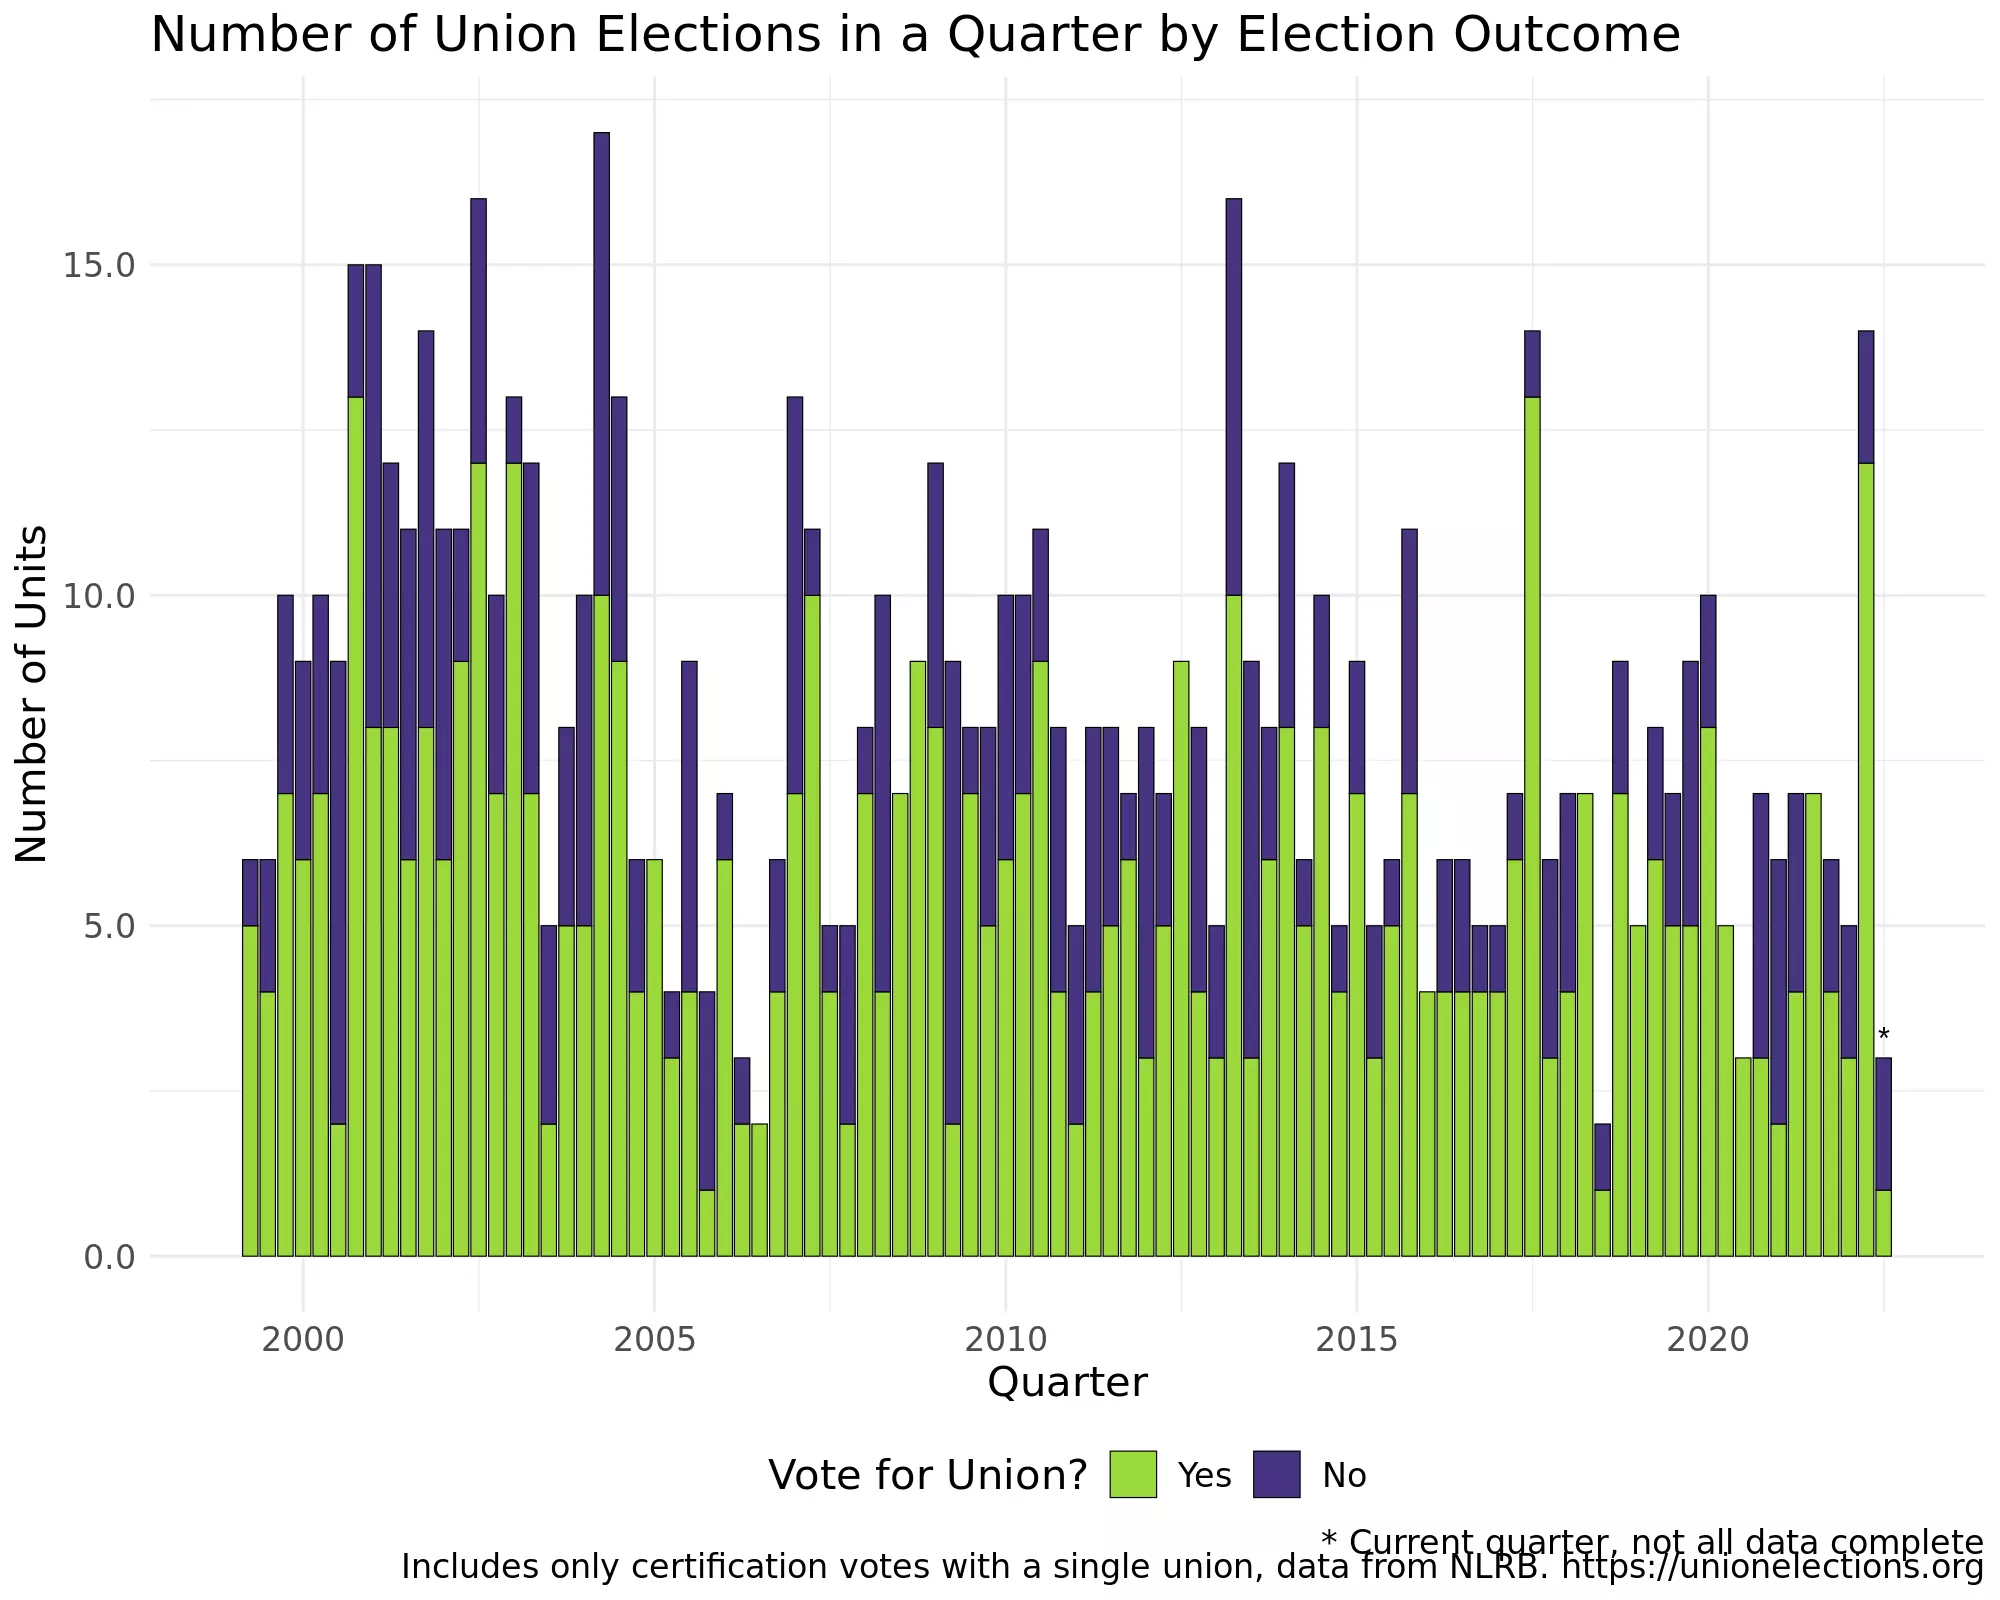 Number of Union Elections in a Quarter by Election Outcome
Number of Units
15.0
10.0
5.0
0.0
*
2000 2005 2010 2015 2020
Quarter
Vote for Union? Yes No
* Current quarter, not all data complete
Includes only certification votes with a single union, data from NLRB. https://unionelections.org